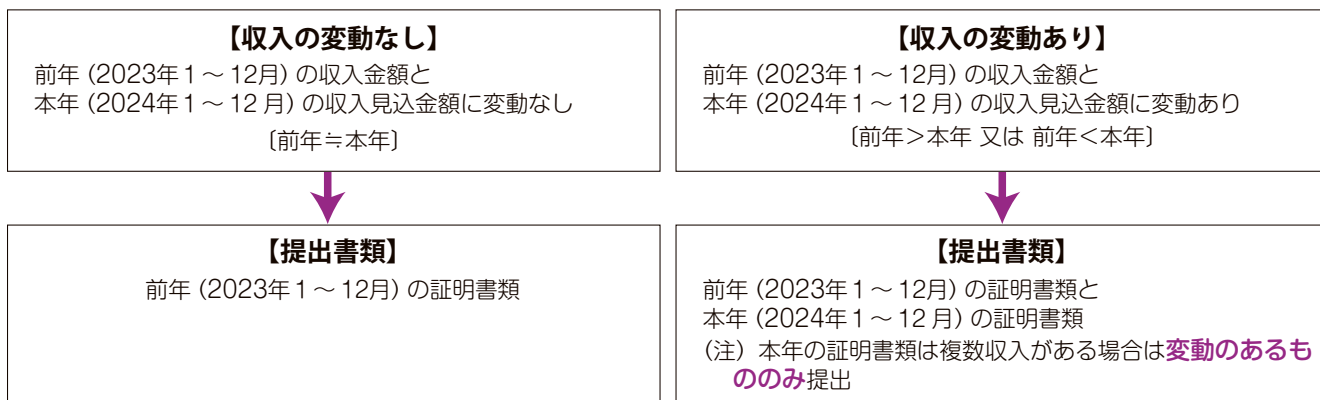 【収入の変動なし】
前年（2023年１～12月）の収入金額と
本年（2024年１～12月）の収入見込金額に変動なし
〔前年≒本年〕
【収入の変動あり】
前年（2023年１～12月）の収入金額と
本年（2024年１～12月）の収入見込金額に変動あり
〔前年＞本年 又は 前年＜本年〕
【提出書類】
前年（2023年１～12月）の証明書類
【提出書類】
前年（2023年１～12月）の証明書類と
本年（2024年１～12月）の証明書類
（注）本年の証明書類は複数収入がある場合は変動のあるも
ののみ提出